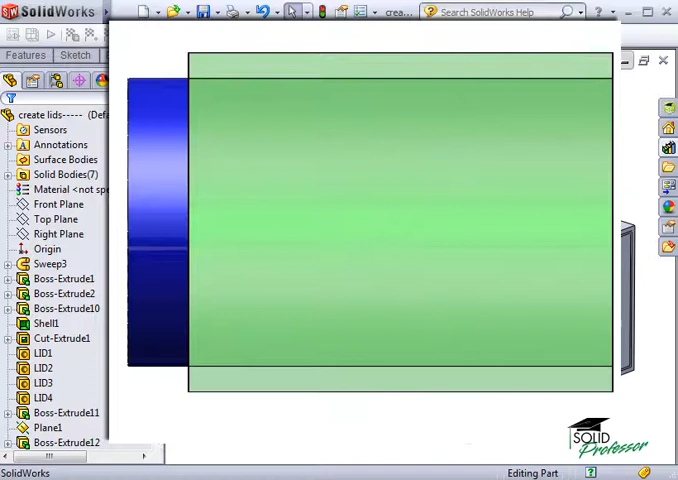 SolidWorks
crea...
Search SolidWorks Help
Features
Sketch
create lids----- (Defa
Sensors
Annotations
Surface Bodies
Solid Bodies(7)
Material <not spe
Front Plane
Top Plane
Right Plane
Origin
Sweep3
Boss-Extrude1
Boss-Extrude2
Boss-Extrude10
Shell1
Cut-Extrude1
LID1
LID2
LID3
LID4
Boss-Extrude11
Plane1
Boss-Extrude12
SOLID
Professor
SolidWorks
Editing Part